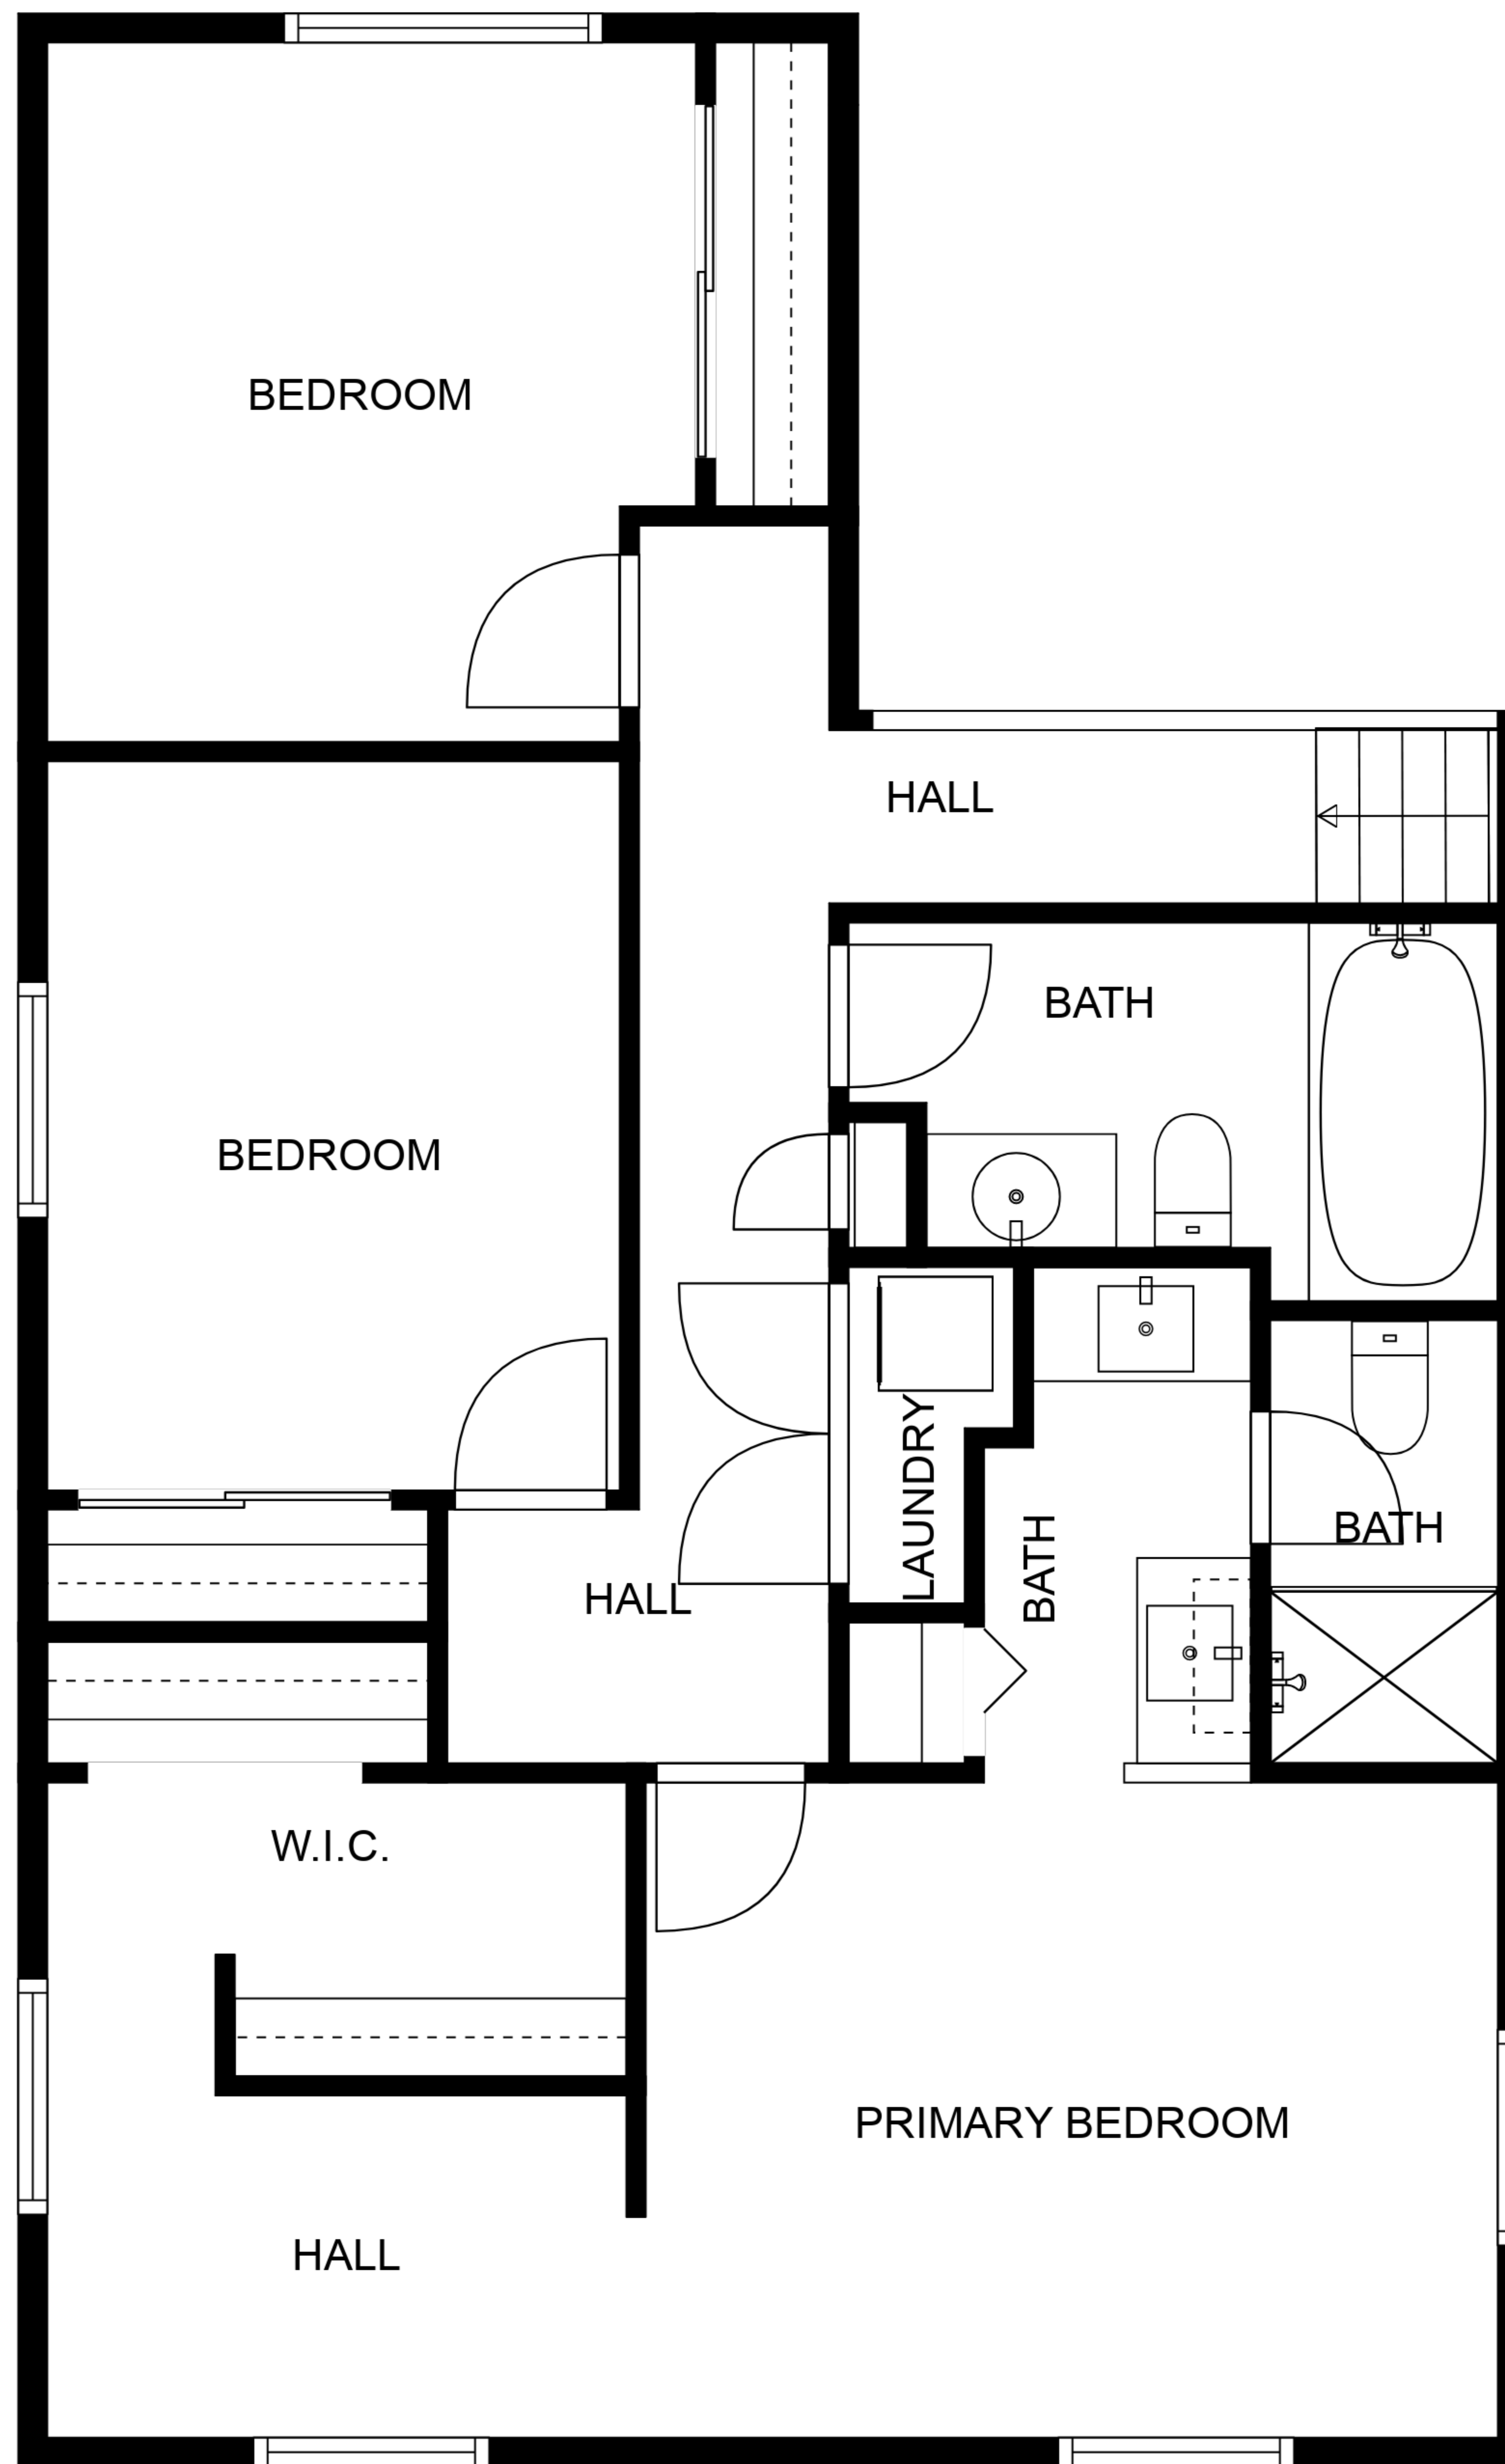 BEDROOM
HALL
BATH
BEDROOM
LAUNDRY
BATH
BATH
HALL
W.I.C.
PRIMARY BEDROOM
HALL